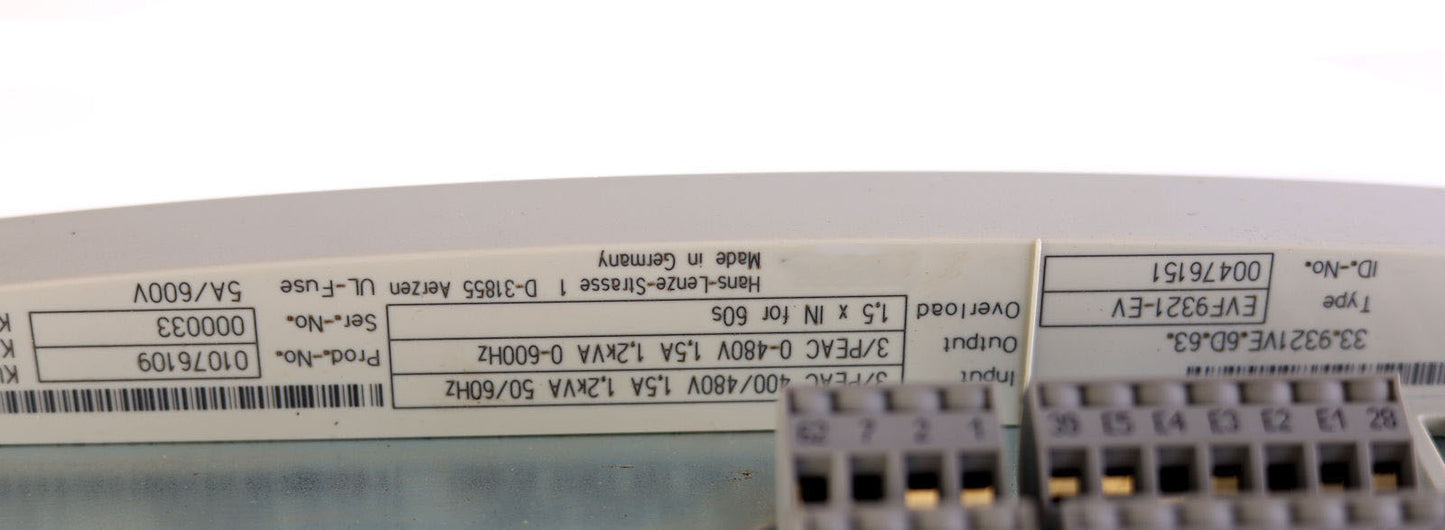 33.9321VE.6D.63.
Type EVF9321-EV
ID.-No. 00476151
Input 3/PEAC 400/480V 1,5A 1,2kVA 50/60Hz
Output 3/PEAC 0-480V 1,5A 1,2kVA 0-600Hz
Overload 1,5 x IN for 60s
Hans-Lenze-Strasse 1 D-31855 Aerzen
Made in Germany
Prod.-No. 01076109
Ser.-No. 000033
UL-Fuse 5A/600V
62 7 2 1
39 E5 E4 E3 E2 E1 28